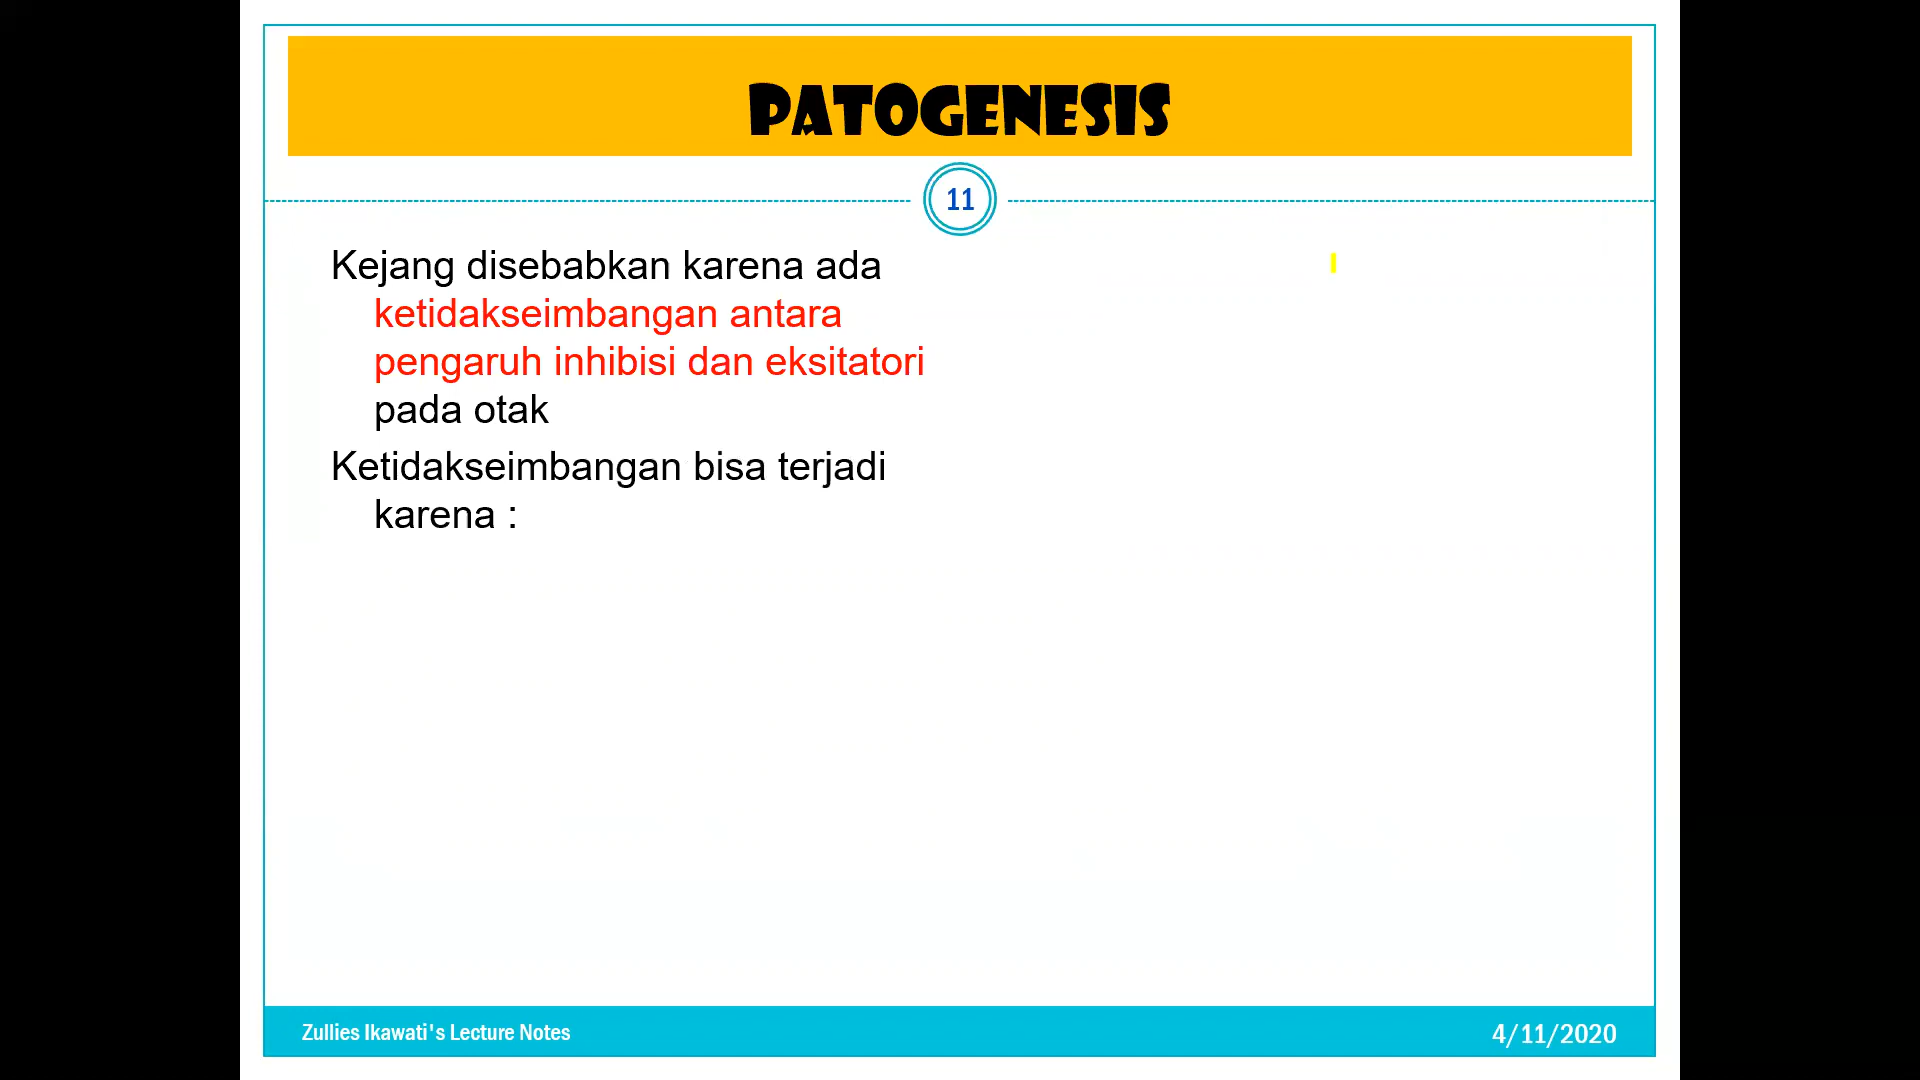 PATOGENESIS
11
Kejang disebabkan karena ada
ketidakseimbangan antara
pengaruh inhibisi dan eksitatori
pada otak
Ketidakseimbangan bisa terjadi
karena :
Zullies Ikawati's Lecture Notes
4/11/2020